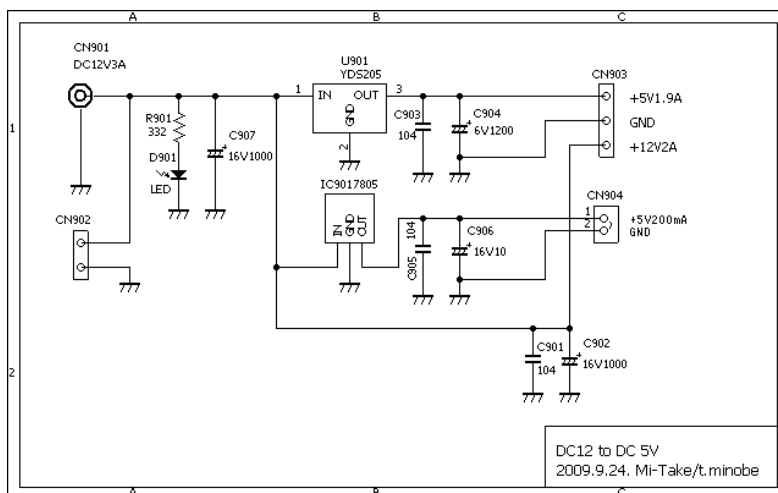 A B C
CN901
DC12V3A
U901
YDS205
1 IN OUT 3
GND
2
CN903
+5V1.9A
GND
+12V2A
1
R901
332
D901
LED
C907
16V1000
C903
104
C904
6V1200
IC9017805
IN GND OUT
CN902
104
C905
C906
16V10
CN904
1 +5V200mA
2 GND
2
C901
104
C902
16V1000
DC12 to DC 5V
2009.9.24. Mi-Take/t.minobe
A B C